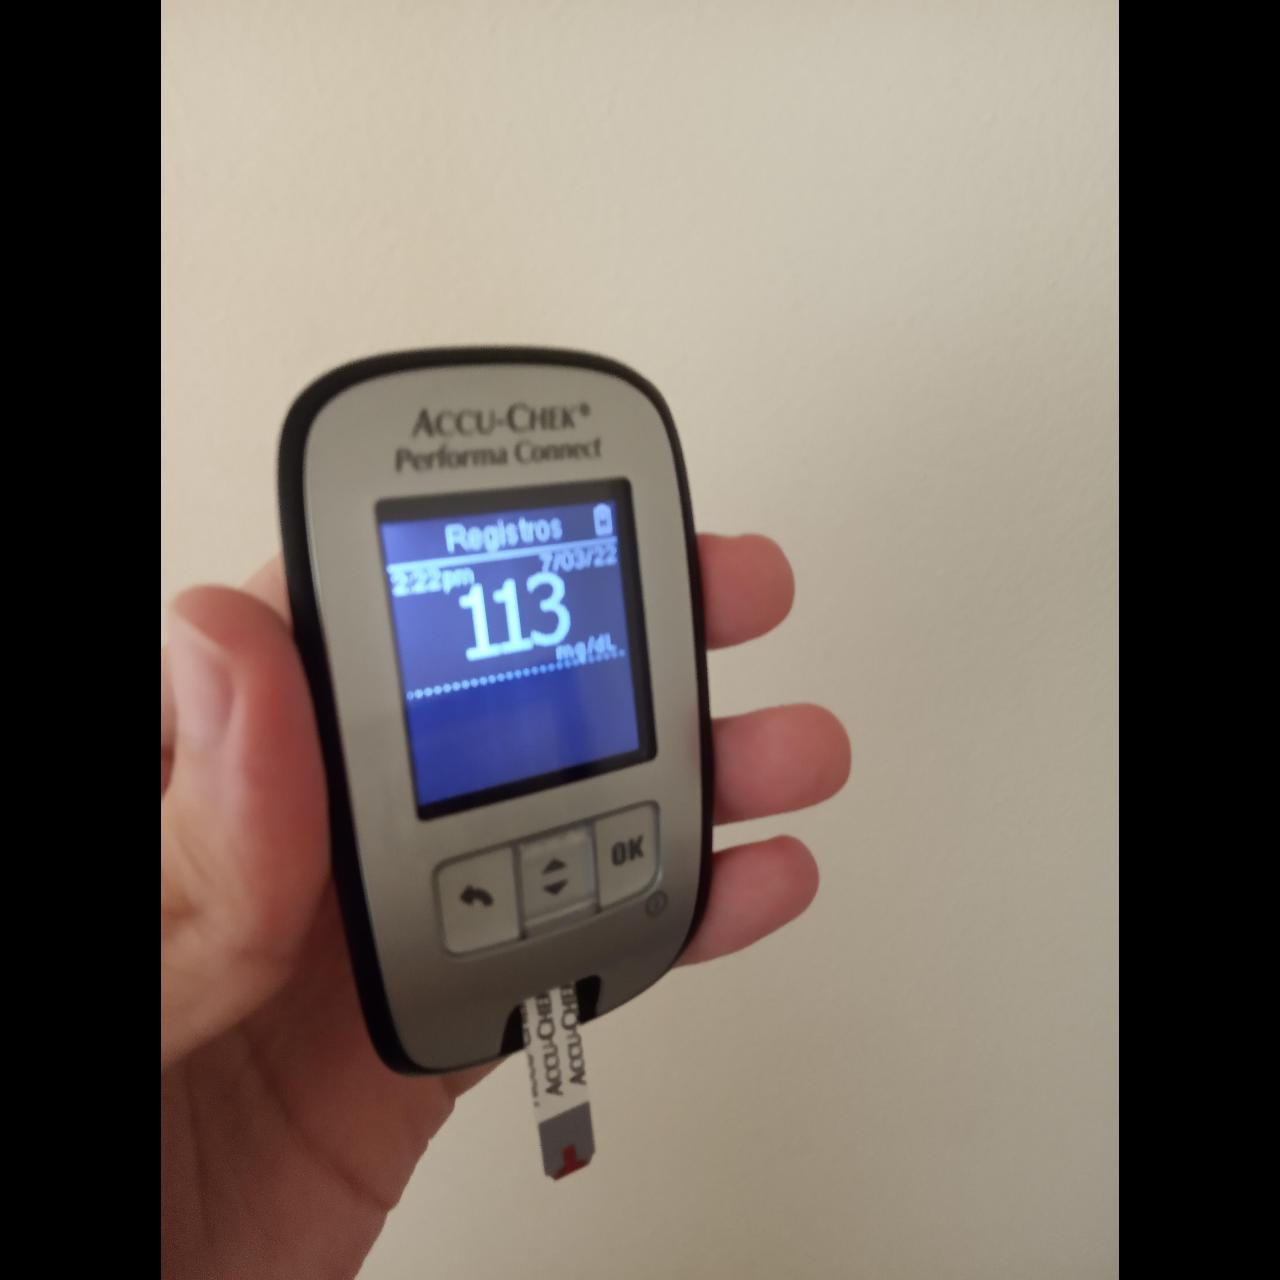 ACCU-CHEK®
Performa Connect
Registros
7/03/22
2:22pm
113
mg/dL
OK
ACCU-CHEK
ACCU-CHEK